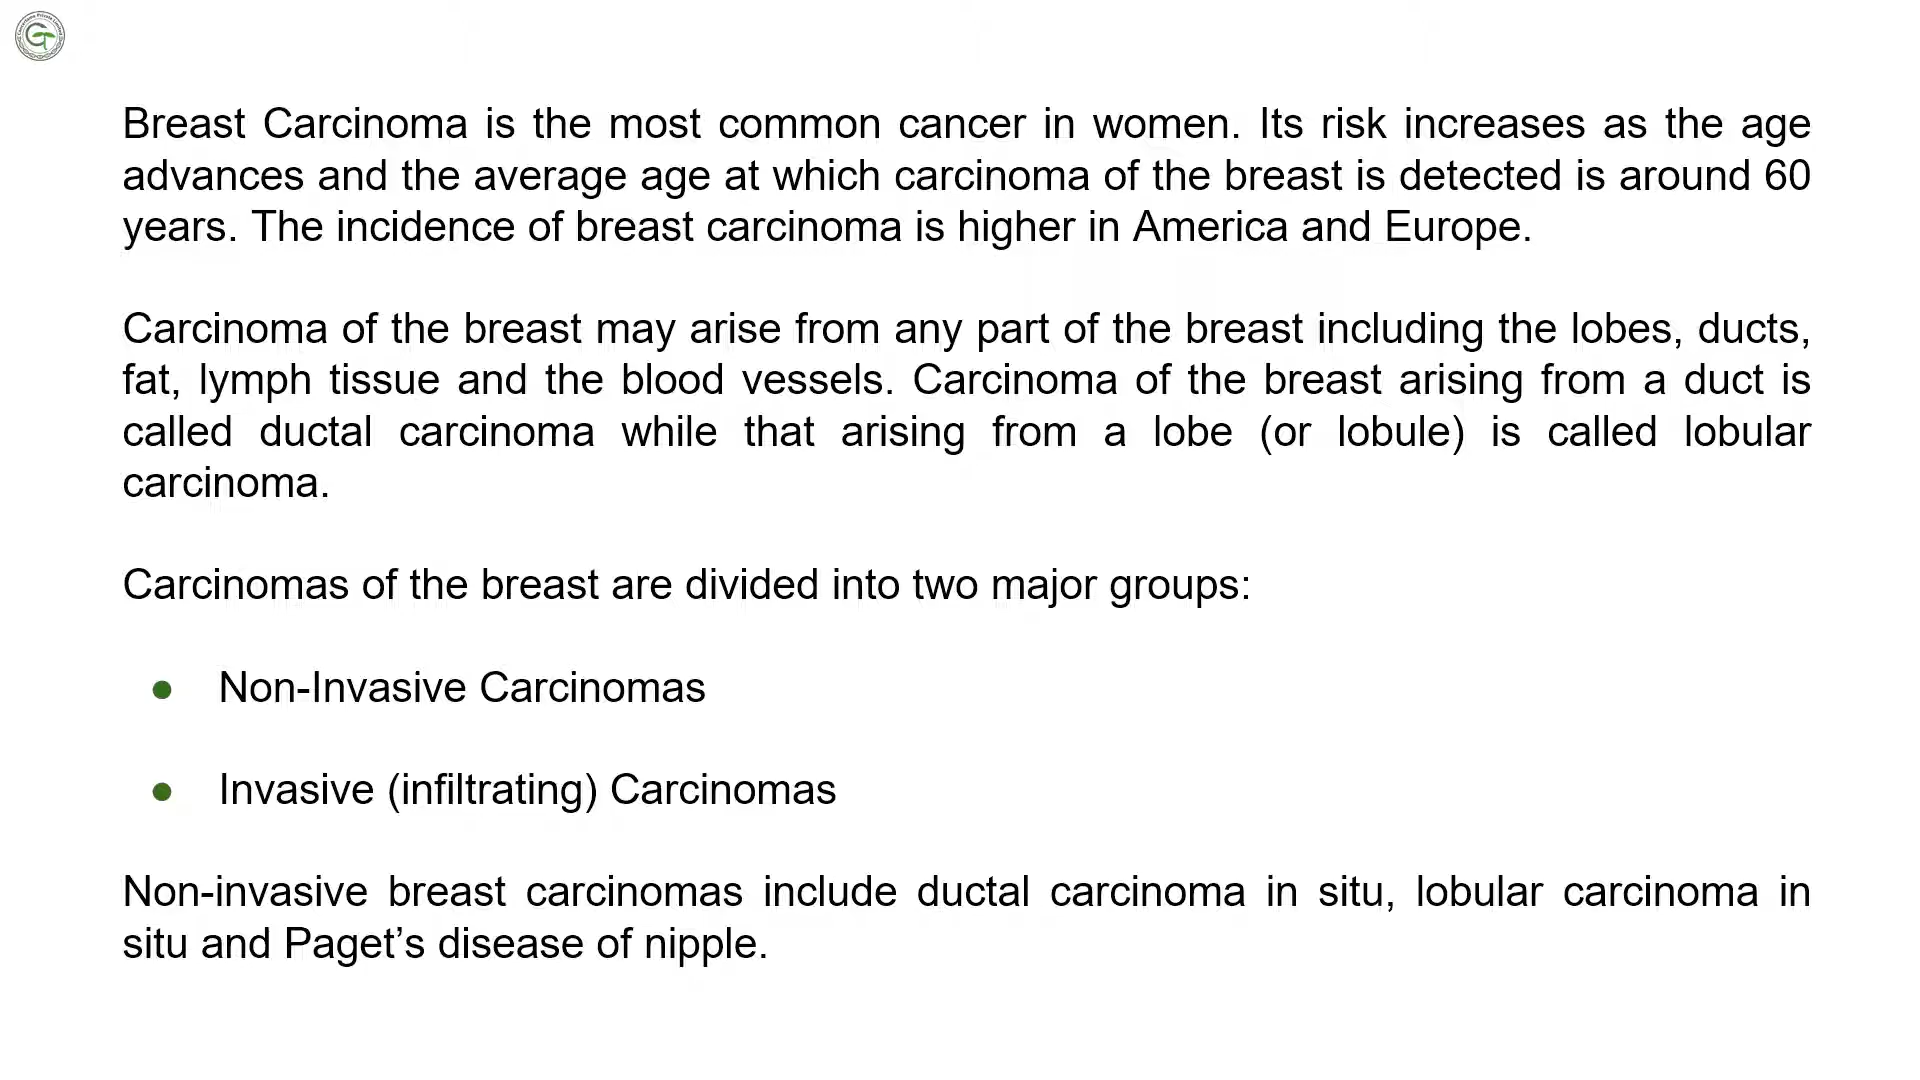 Breast Carcinoma is the most common cancer in women. Its risk increases as the age
advances and the average age at which carcinoma of the breast is detected is around 60
years. The incidence of breast carcinoma is higher in America and Europe.
Carcinoma of the breast may arise from any part of the breast including the lobes, ducts,
fat, lymph tissue and the blood vessels. Carcinoma of the breast arising from a duct is
called ductal carcinoma while that arising from a lobe (or lobule) is called lobular
carcinoma.
Carcinomas of the breast are divided into two major groups:
● Non-Invasive Carcinomas
● Invasive (infiltrating) Carcinomas
Non-invasive breast carcinomas include ductal carcinoma in situ, lobular carcinoma in
situ and Paget’s disease of nipple.